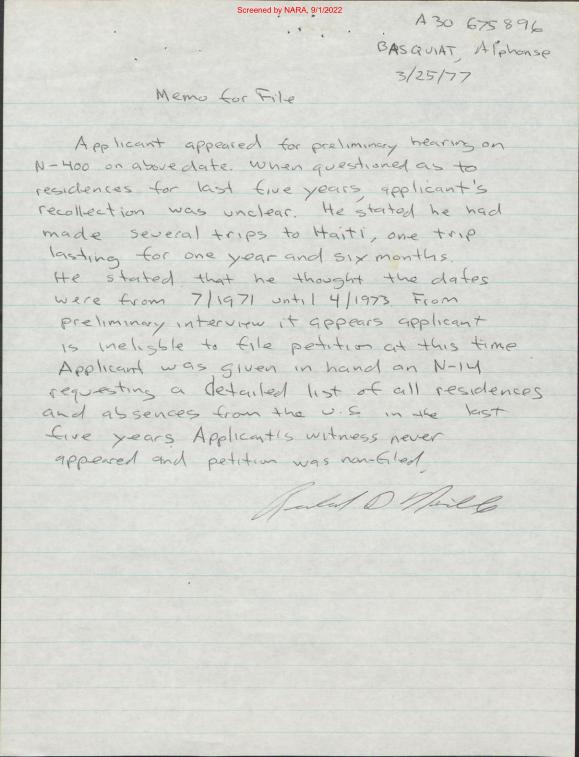 Screened by NARA, 9/1/2022
A30 675896
BASQUIAT, Alphonse
3/25/77
Memo for File
Applicant appeared for preliminary hearing on
N-400 on above date. When questioned as to
residences for last five years, applicant's
recollection was unclear. He stated he had
made several trips to Haiti, one trip
lasting for one year and six months.
He stated that he thought the dates
were from 7/1971 until 4/1973 From
preliminary interview it appears applicant
is ineligble to file petition at this time
Applicant was given in hand an N-14
requesting a detailed list of all residences
and absences from the U.S in the last
five years. Applicant's witness never
appeared and petition was non-filed.